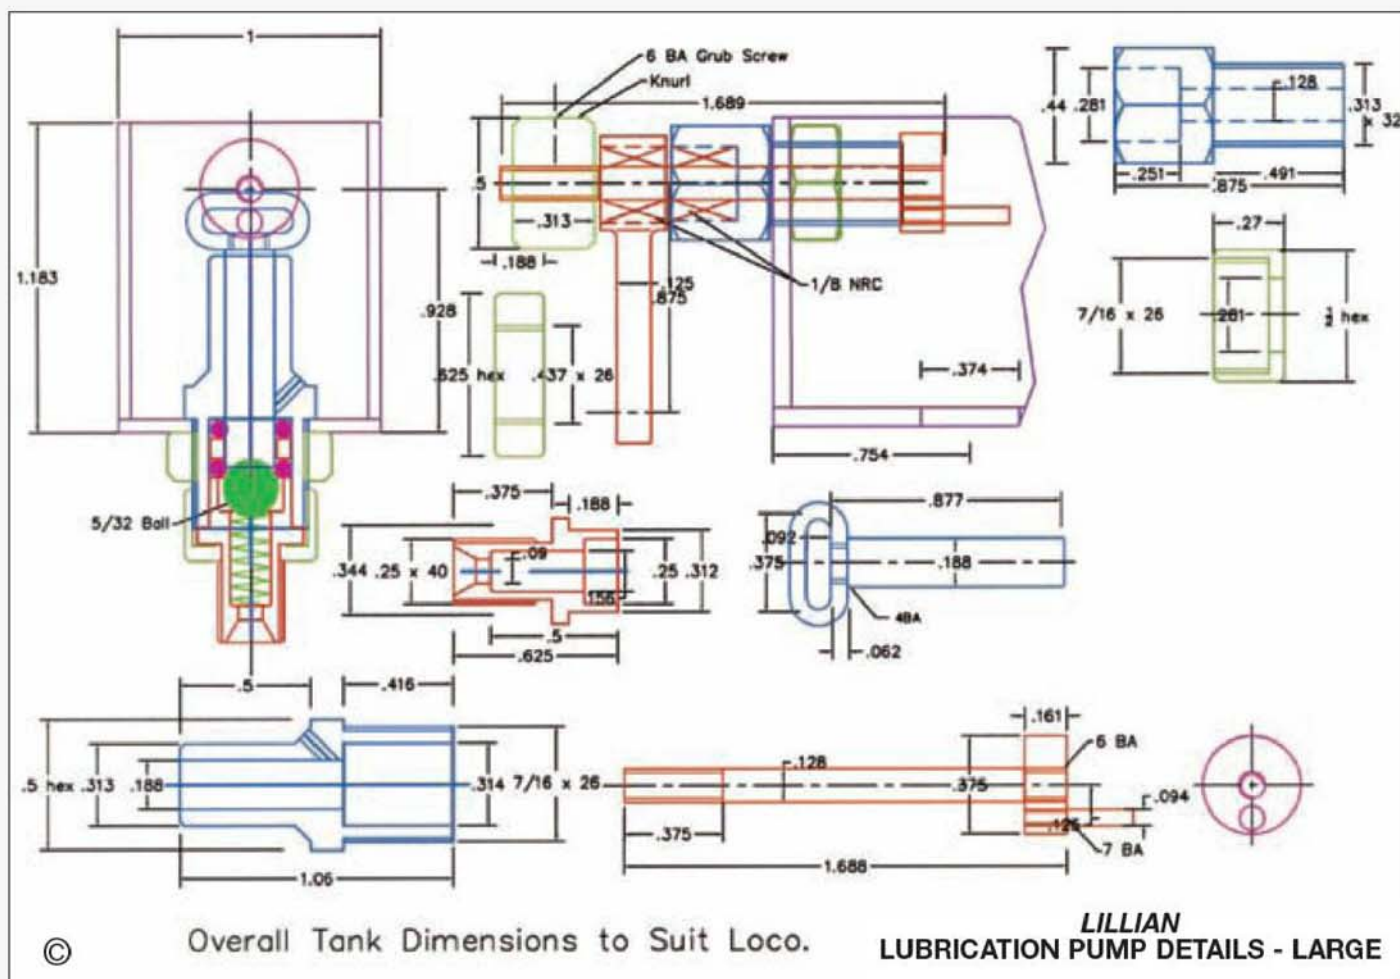 1
6 BA Grub Screw
Knurl
1.689
.44
.281
.128
.313
x 32
.251
.491
.875
.5
.313
.188
.125
.875
1/8 NRC
1.183
.928
.27
7/16 x 26
.281
1/2 hex
.625 hex
.437 x 26
.374
.754
5/32 Ball
.375
.188
.344
.25 x 40
.09
.25
.312
.156
.5
.625
.877
.092
.375
.188
4BA
.062
.5
.416
.5 hex
.313
.188
.314
7/16 x 26
1.06
.161
6 BA
.128
.375
.094
.125
7 BA
.375
1.688
©
Overall Tank Dimensions to Suit Loco.
LILLIAN
LUBRICATION PUMP DETAILS - LARGE